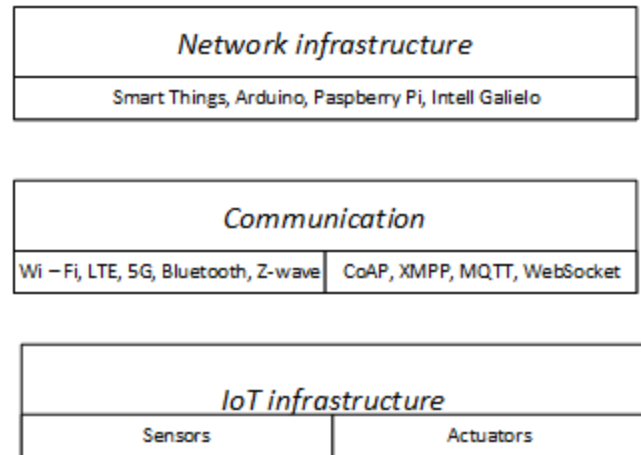 Network infrastructure
Smart Things, Arduino, Paspberry Pi, Intell Galielo
Communication
Wi – Fi, LTE, 5G, Bluetooth, Z-wave
CoAP, XMPP, MQTT, WebSocket
IoT infrastructure
Sensors
Actuators